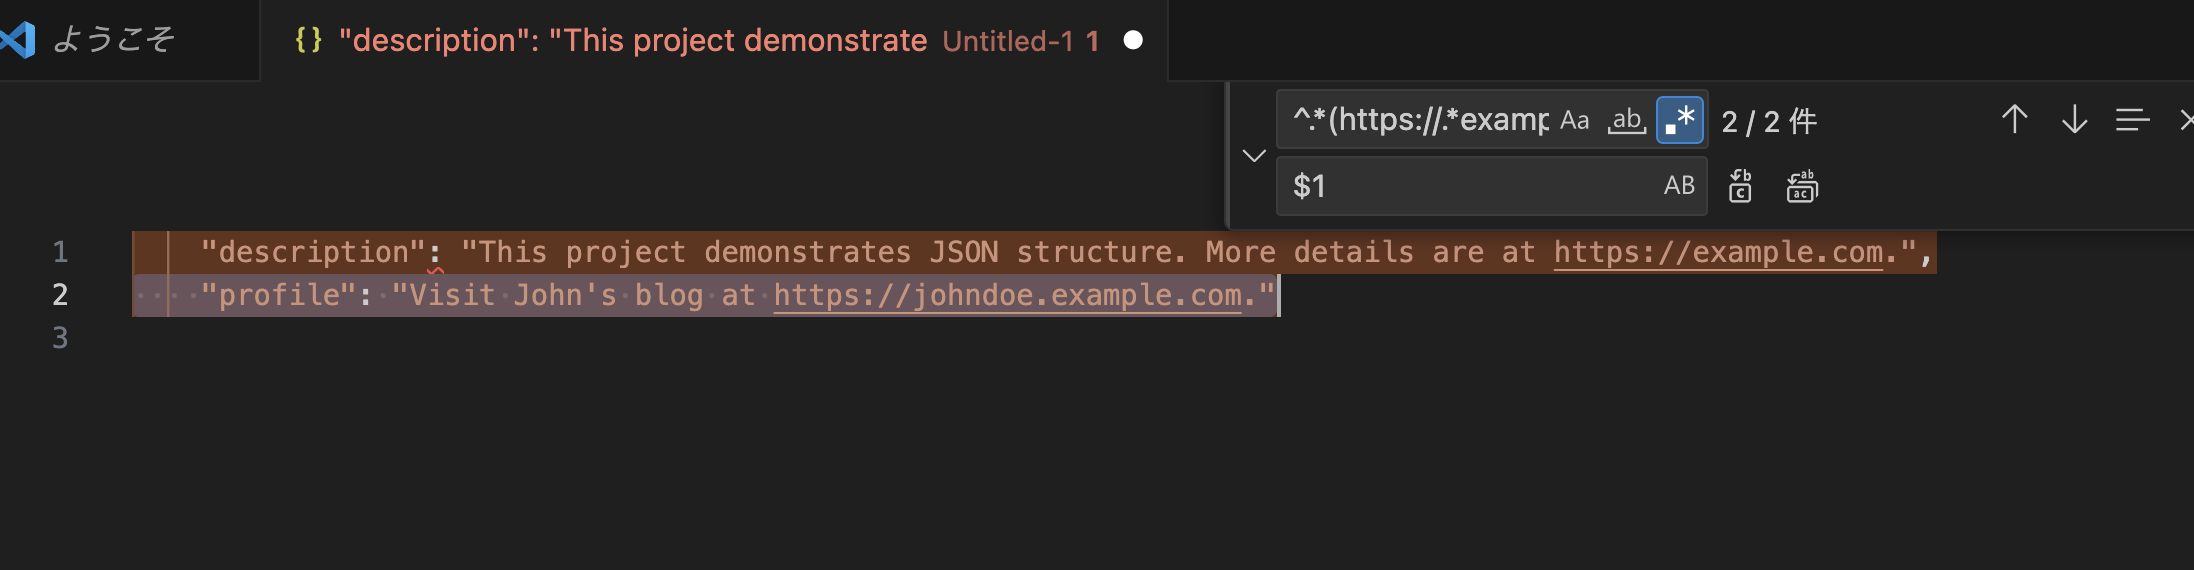 ようこそ
{} "description": "This project demonstrate Untitled-1 1
^.*(https://.*examp Aa ab .* 2 / 2 件
$1 AB
1 "description": "This project demonstrates JSON structure. More details are at https://example.com.",
2 "profile": "Visit John's blog at https://johndoe.example.com."
3